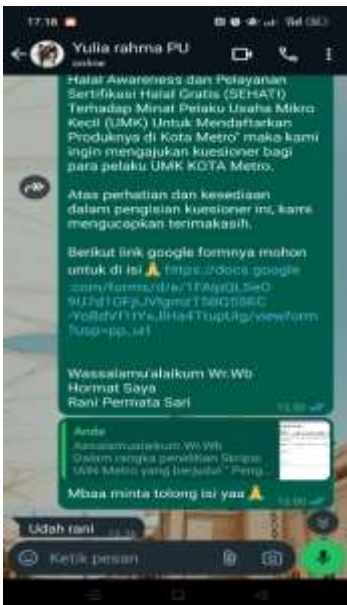 17.18
Yulia rahma PU
online
Halal Awareness dan Pelayanan
Sertifikasi Halal Gratis (SEHATI)
Terhadap Minat Pelaku Usaha Mikro
Kecil (UMK) Untuk Mendaftarkan
Produknya di Kota Metro" maka kami
ingin mengajukan kuesioner bagi
para pelaku UMK KOTA Metro.
Atas perhatian dan kesediaan
dalam pengisian kuesioner ini, kami
mengucapkan terimakasih.
Berikut link google formnya mohon
untuk di isi 🙏 https://docs.google
.com/forms/d/e/
Wassalamu'alaikum Wr.Wb
Hormat Saya
Rani Permata Sari
Anda
Assalamualaikum Wr.Wb
Dalam rangka penelitian Skripsi
IAIN Metro yang berjudul " Peng...
Mbaa minta tolong isi yaa 🙏
Udah rani
Ketik pesan